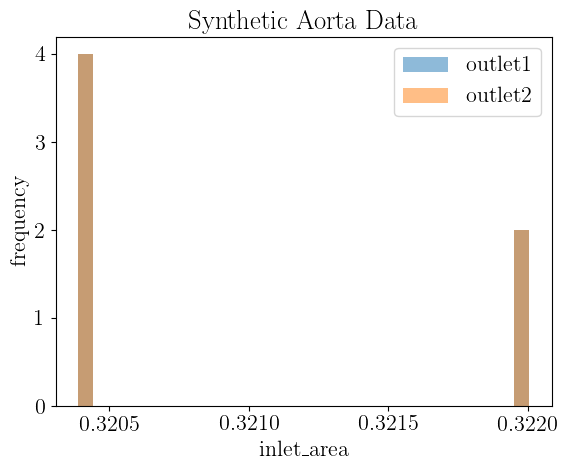 Synthetic Aorta Data
outlet1
outlet2
4
3
2
1
0
frequency
0.3205
0.3210
0.3215
0.3220
inlet_area